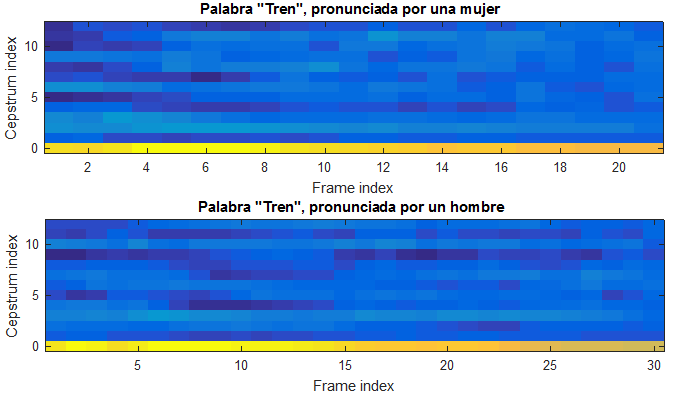 Palabra "Tren", pronunciada por una mujer
10
5
0
Cepstrum index
2 4 6 8 10 12 14 16 18 20
Frame index
Palabra "Tren", pronunciada por un hombre
10
5
0
Cepstrum index
5 10 15 20 25 30
Frame index